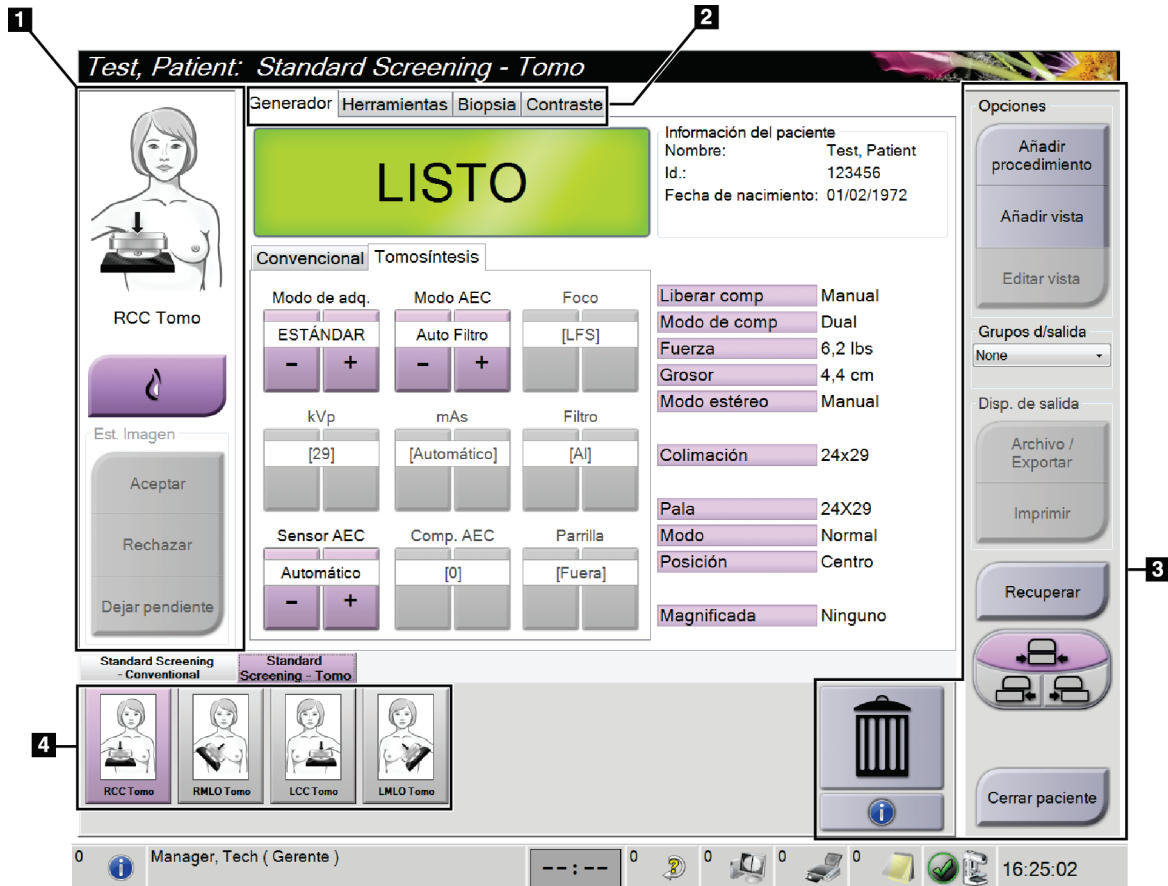 1
2
Test, Patient: Standard Screening - Tomo
Generador Herramientas Biopsia Contraste
RCC Tomo
Est. Imagen
Aceptar
Rechazar
Dejar pendiente
LISTO
Información del paciente
Nombre: Test, Patient
Id.: 123456
Fecha de nacimiento: 01/02/1972
Convencional Tomosíntesis
Modo de adq. Modo AEC Foco
ESTÁNDAR Auto Filtro [LFS]
- + - +
kVp mAs Filtro
[29] [Automático] [Al]
Sensor AEC Comp. AEC Parrilla
Automático [0] [Fuera]
- +
Liberar comp Manual
Modo de comp Dual
Fuerza 6,2 lbs
Grosor 4,4 cm
Modo estéreo Manual
Colimación 24x29
Pala 24X29
Modo Normal
Posición Centro
Magnificada Ninguno
Opciones
Añadir
procedimiento
Añadir vista
Editar vista
Grupos d/salida
None
Disp. de salida
Archivo /
Exportar
Imprimir
3
Recuperar
Cerrar paciente
Standard Screening
- Conventional
Standard
Screening - Tomo
4
RCC Tomo
RMLO Tomo
LCC Tomo
LMLO Tomo
i
0 i Manager, Tech ( Gerente ) --:-- 0 ? 0 0 0 16:25:02